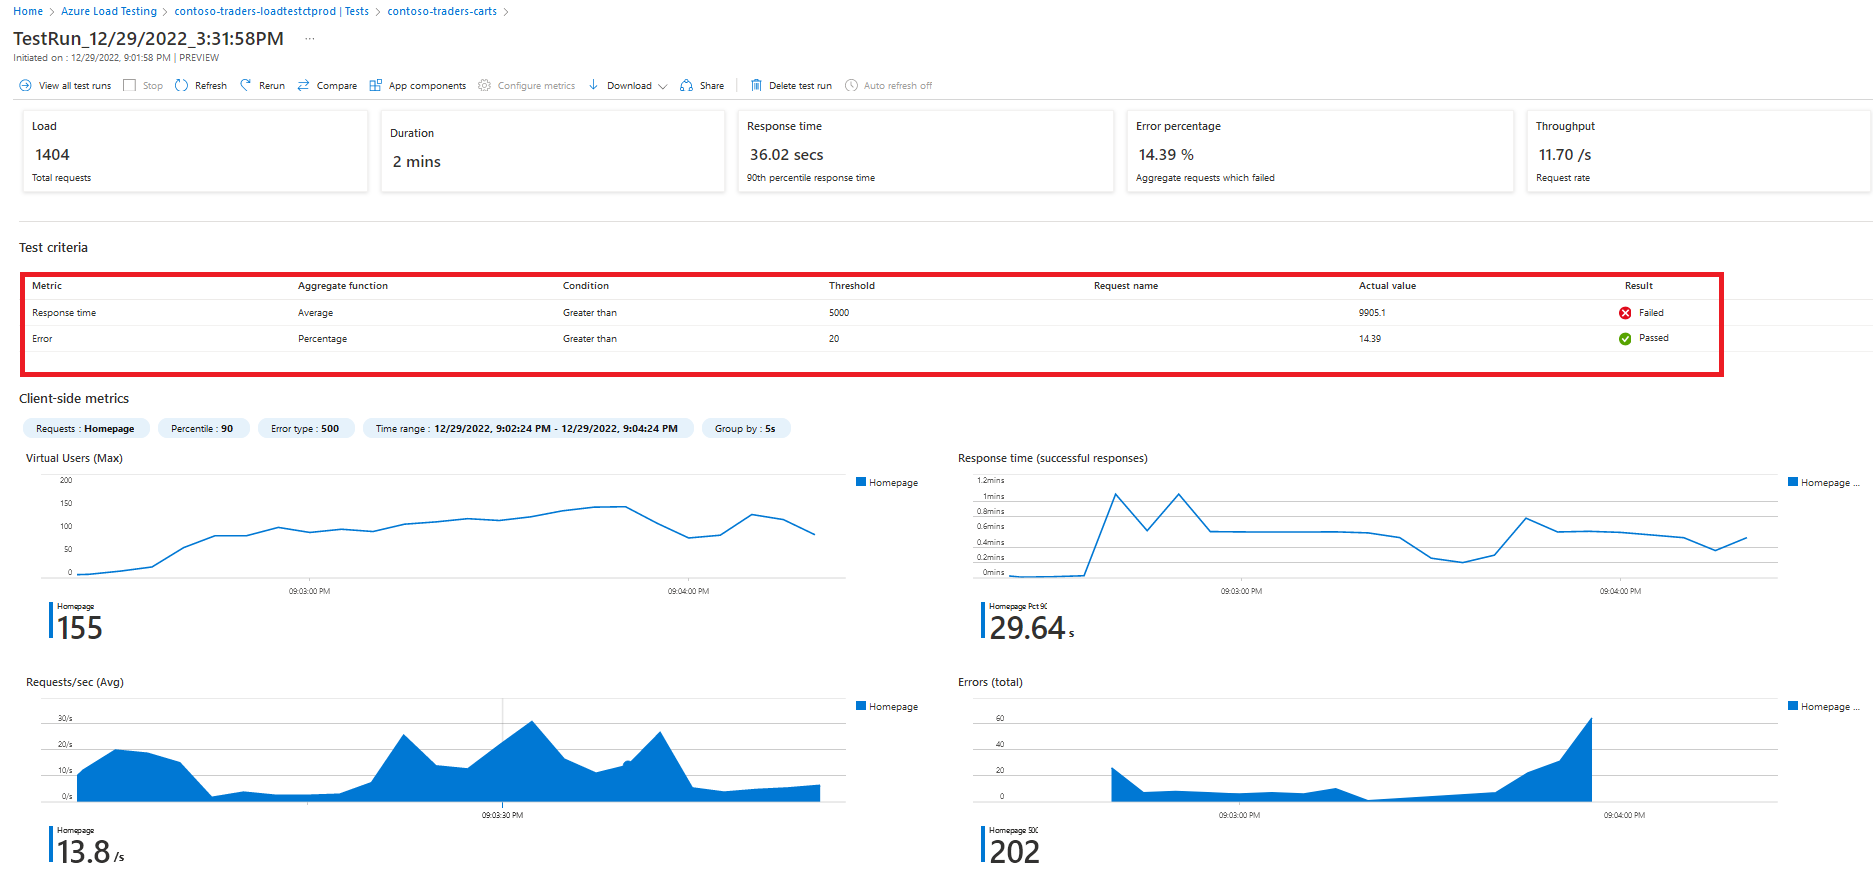 Home > Azure Load Testing > contoso-traders-loadtestctprod | Tests > contoso-traders-carts >
TestRun_12/29/2022_3:31:58PM ...
Initiated on : 12/29/2022, 9:01:58 PM | PREVIEW
View all test runs Stop Refresh Rerun Compare App components Configure metrics Download Share Delete test run Auto refresh off
Load
1404
Total requests
Duration
2 mins
Response time
36.02 secs
90th percentile response time
Error percentage
14.39 %
Aggregate requests which failed
Throughput
11.70 /s
Request rate
Test criteria
Metric Aggregate function Condition Threshold Request name Actual value Result
Response time Average Greater than 5000 9905.1 Failed
Error Percentage Greater than 20 14.39 Passed
Client-side metrics
Requests : Homepage Percentile : 90 Error type : 500 Time range : 12/29/2022, 9:02:24 PM - 12/29/2022, 9:04:24 PM Group by : 5s
Virtual Users (Max)
200
150
100
50
0
09:03:00 PM 09:04:00 PM
Homepage
Homepage
155
Response time (successful responses)
1.2mins
1mins
0.8mins
0.6mins
0.4mins
0.2mins
0mins
09:03:00 PM 09:04:00 PM
Homepage ...
Homepage Pct 90
29.64 s
Requests/sec (Avg)
30/s
20/s
10/s
0/s
09:03:30 PM
Homepage
Homepage
13.8 /s
Errors (total)
60
40
20
0
09:03:00 PM 09:04:00 PM
Homepage ...
Homepage 500
202